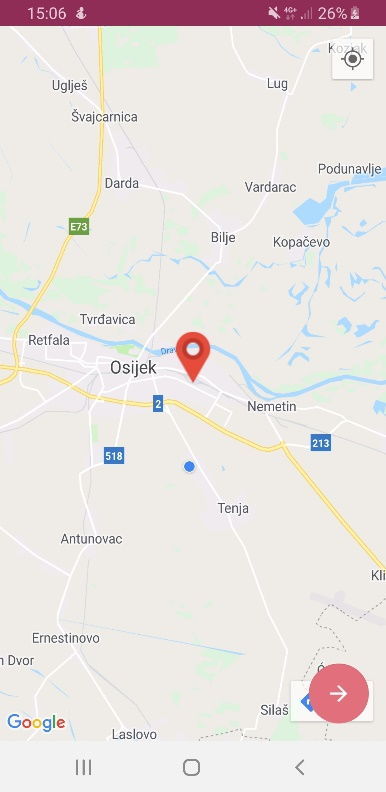 15:06
4G+
26%
Kozjak
Uglješ
Lug
Švajcarnica
Podunavlje
Darda
Vardarac
E73
Bilje
Kopačevo
Tvrđavica
Retfala
Drav
Osijek
2
Nemetin
518
213
Tenja
Antunovac
Kli
Ernestinovo
n Dvor
Silaš
Google
Laslovo